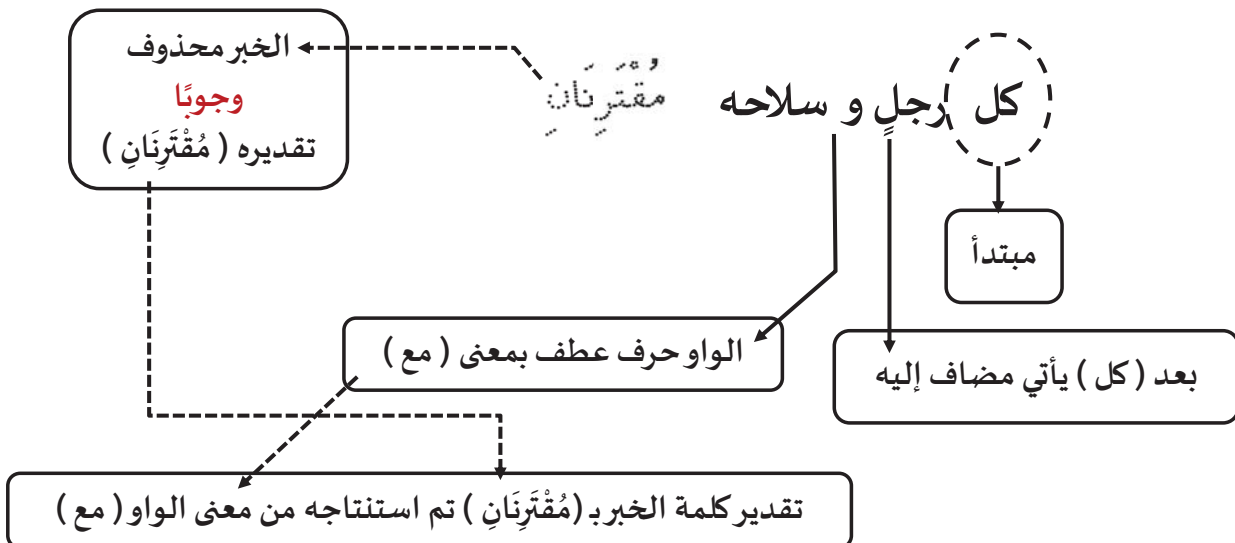 كل رجلٍ و سلاحه مُقْتَرِنَانِ
الخبر محذوف
وجوبًا
تقديره ( مُقْتَرِنَانِ )
مبتدأ
الواو حرف عطف بمعنى ( مع )
بعد ( كل ) يأتي مضاف إليه
تقدير كلمة الخبر بـ (مُقْتَرِنَانِ ) تم استنتاجه من معنى الواو ( مع )